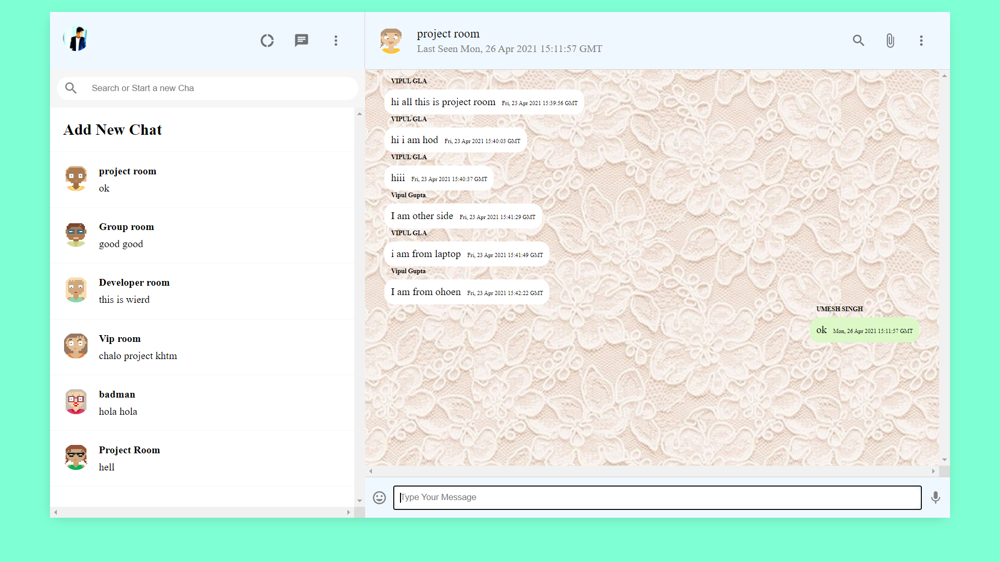 Search or Start a new Cha
Add New Chat
project room
ok
Group room
good good
Developer room
this is wierd
Vip room
chalo project khtm
badman
hola hola
Project Room
hell
project room
Last Seen Mon, 26 Apr 2021 15:11:57 GMT
VIPUL GLA
hi all this is project room Fri, 23 Apr 2021 15:39:56 GMT
VIPUL GLA
hi i am hod Fri, 23 Apr 2021 15:40:03 GMT
VIPUL GLA
hiii Fri, 23 Apr 2021 15:40:37 GMT
Vipul Gupta
I am other side Fri, 23 Apr 2021 15:41:29 GMT
VIPUL GLA
i am from laptop Fri, 23 Apr 2021 15:41:49 GMT
Vipul Gupta
I am from ohoen Fri, 23 Apr 2021 15:42:22 GMT
UMESH SINGH
ok Mon, 26 Apr 2021 15:11:57 GMT
Type Your Message